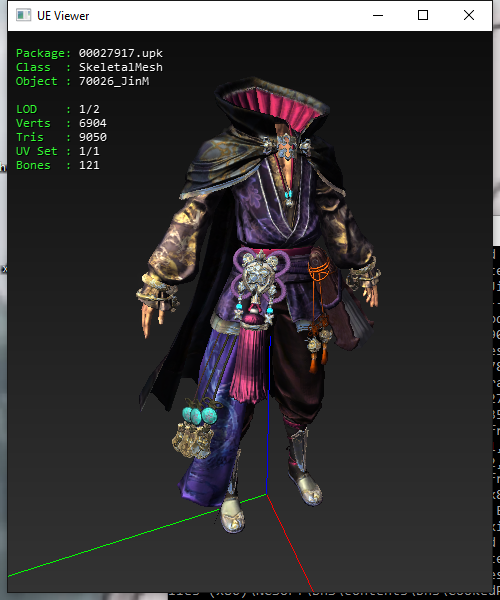 UE Viewer
Package: 00027917.upk
Class : SkeletalMesh
Object : 70026_JinM
LOD : 1/2
Verts : 6904
Tris : 9050
UV Set : 1/1
Bones : 121